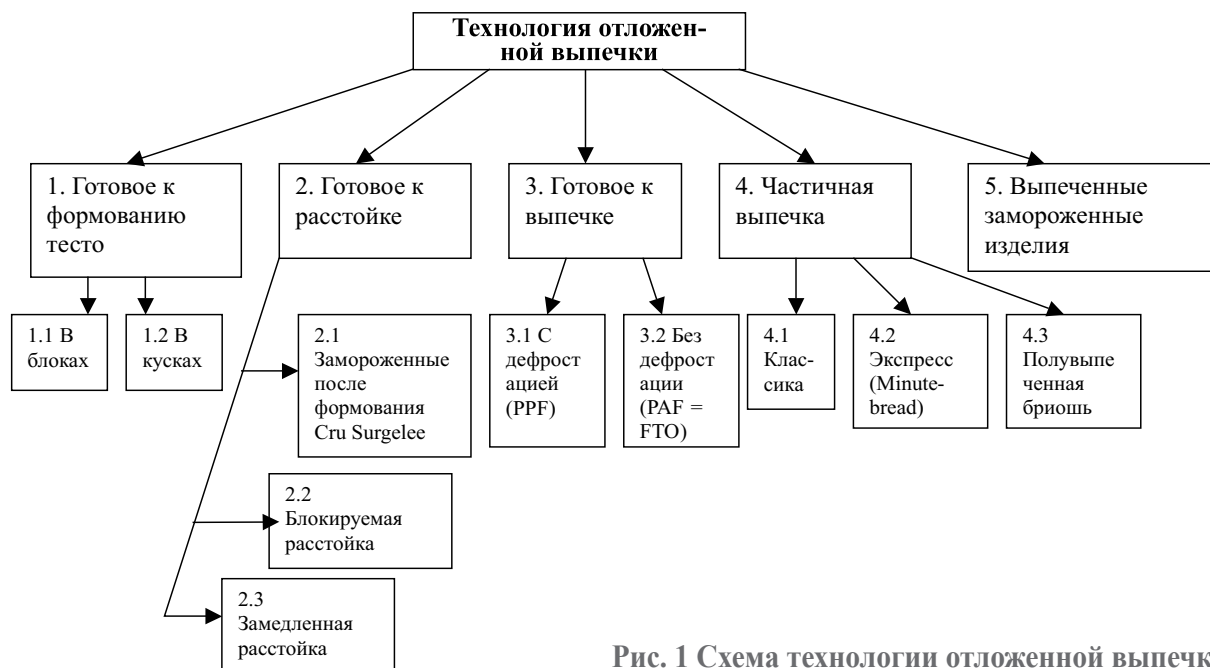 Технология отложен-
ной выпечки
1. Готовое к
формованию
тесто
2. Готовое к
расстойке
3. Готовое к
выпечке
4. Частичная
выпечка
5. Выпеченные
замороженные
изделия
1.1 В
блоках
1.2 В
кусках
2.1
Замороженные
после
формования
Cru Surgelee
3.1 С
дефрост
ацией
(PPF)
3.2 Без
дефрост
ации
(PAF =
FTO)
4.1
Клас-
сика
4.2
Экспресс
(Minute-
bread)
4.3
Полувыпе
ченная
бриошь
2.2
Блокируемая
расстойка
2.3
Замедленная
расстойка
Рис. 1 Схема технологии отложенной выпечк